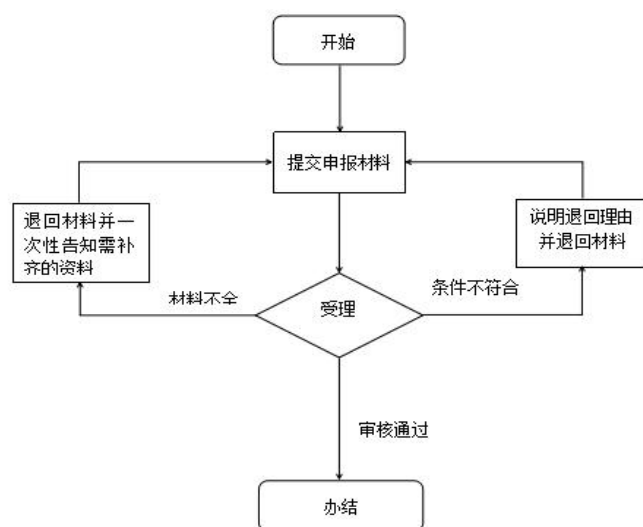 开始
提交申报材料
退回材料并一
次性告知需补
齐的资料
说明退回理由
并退回材料
材料不全
受理
条件不符合
审核通过
办结